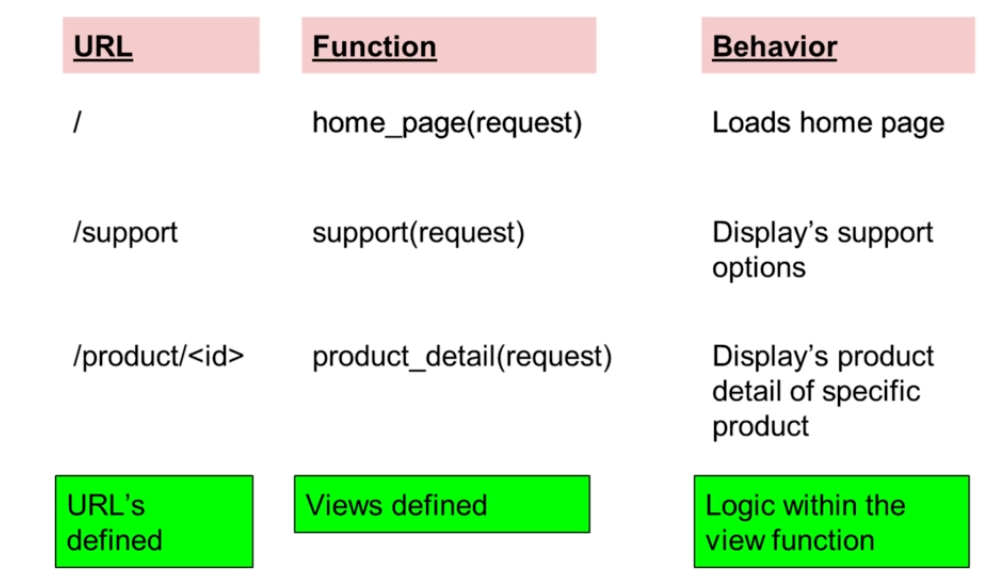 URL Function Behavior
/ home_page(request) Loads home page
/support support(request) Display's support
options
/product/<id> product_detail(request) Display's product
detail of specific
product
URL's Views defined Logic within the
defined view function